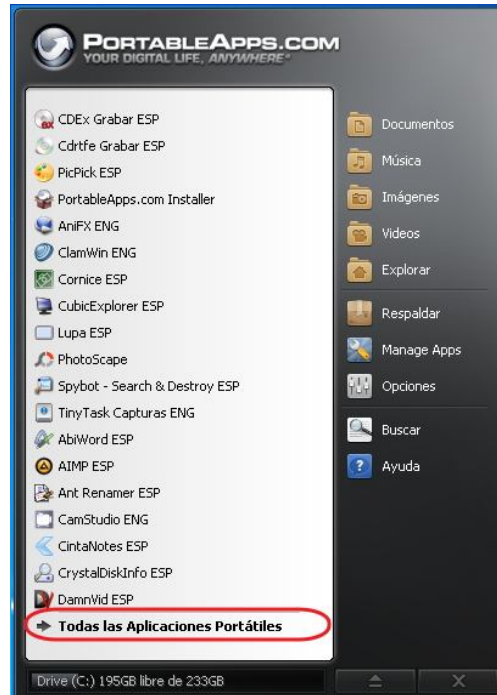 PORTABLEAPPS.COM
YOUR DIGITAL LIFE, ANYWHERE®
CDEx Grabar ESP
Cdrtfe Grabar ESP
PicPick ESP
PortableApps.com Installer
AniFX ENG
ClamWin ENG
Cornice ESP
CubicExplorer ESP
Lupa ESP
PhotoScape
Spybot - Search & Destroy ESP
TinyTask Capturas ENG
AbiWord ESP
AIMP ESP
Ant Renamer ESP
CamStudio ENG
CintaNotes ESP
CrystalDiskInfo ESP
DamnVid ESP
Todas las Aplicaciones Portátiles
Documentos
Música
Imágenes
Videos
Explorar
Respaldar
Manage Apps
Opciones
Buscar
Ayuda
Drive (C:) 195GB libre de 233GB